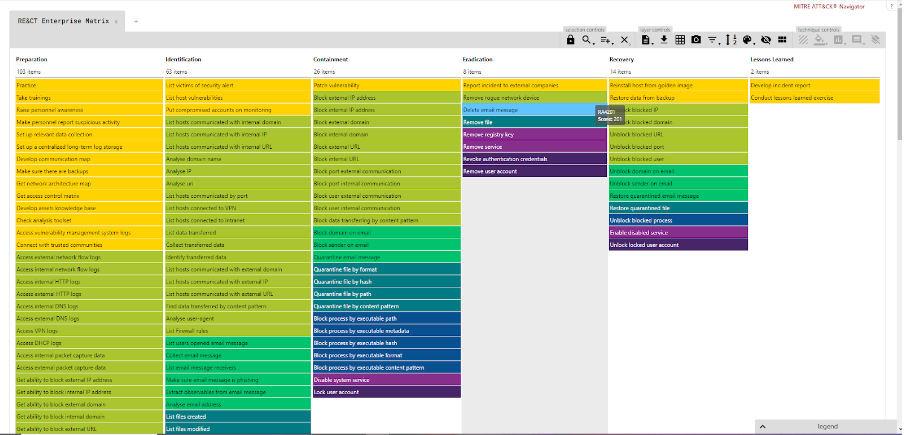 MITRE ATT&CK® Navigator
?
RE&CT Enterprise Matrix x
+
selection controls
layer controls
technique controls
Preparation
103 items
Practice
Take trainings
Raise personnel awareness
Make personnel report suspicious activity
Set up relevant data collection
Set up a centralized long-term log storage
Develop communication map
Make sure there are backups
Get network architecture map
Get access control matrix
Develop assets knowledge base
Check analysis toolset
Access vulnerability management system logs
Connect with trusted communities
Access external network flow logs
Access internal network flow logs
Access internal HTTP logs
Access external HTTP logs
Access internal DNS logs
Access external DNS logs
Access VPN logs
Access DHCP logs
Access internal packet capture data
Access external packet capture data
Get ability to block external IP address
Get ability to block internal IP address
Get ability to block external domain
Get ability to block internal domain
Get ability to block external URL
Identification
63 items
List victims of security alert
List host vulnerabilities
Put compromised accounts on monitoring
List hosts communicated with internal domain
List hosts communicated with internal IP
List hosts communicated with internal URL
Analyse domain name
Analyse IP
Analyse uri
List hosts communicated by port
List hosts connected to VPN
List hosts connected to intranet
List data transferred
Collect transferred data
Identify transferred data
List hosts communicated with external domain
List hosts communicated with external IP
List hosts communicated with external URL
Find data transferred by content pattern
Analyse user-agent
List Firewall rules
List users opened email message
Collect email message
List email message receivers
Make sure email message is phishing
Extract observables from email message
Analyse email address
List files created
List files modified
Containment
26 items
Patch vulnerability
Block external IP address
Block internal IP address
Block external domain
Block internal domain
Block external URL
Block internal URL
Block port external communication
Block port internal communication
Block user external communication
Block user internal communication
Block data transferring by content pattern
Block domain on email
Block sender on email
Quarantine email message
Quarantine file by format
Quarantine file by hash
Quarantine file by path
Quarantine file by content pattern
Block process by executable path
Block process by executable metadata
Block process by executable hash
Block process by executable format
Block process by executable content pattern
Disable system service
Lock user account
Eradication
8 items
Report incident to external companies
Remove rogue network device
Delete email message
Remove file
Remove registry key
Remove service
Revoke authentication credentials
Remove user account
RA4201
Score: 201
Recovery
14 items
Reinstall host from golden image
Restore data from backup
Unblock blocked IP
blocked domain
Unblock blocked URL
Unblock blocked port
Unblock blocked user
Unblock domain on email
Unblock sender on email
Restore quarantined email message
Restore quarantined file
Unblock blocked process
Enable disabled service
Unlock locked user account
Lessons Learned
2 items
Develop incident report
Conduct lessons learned exercise
legend